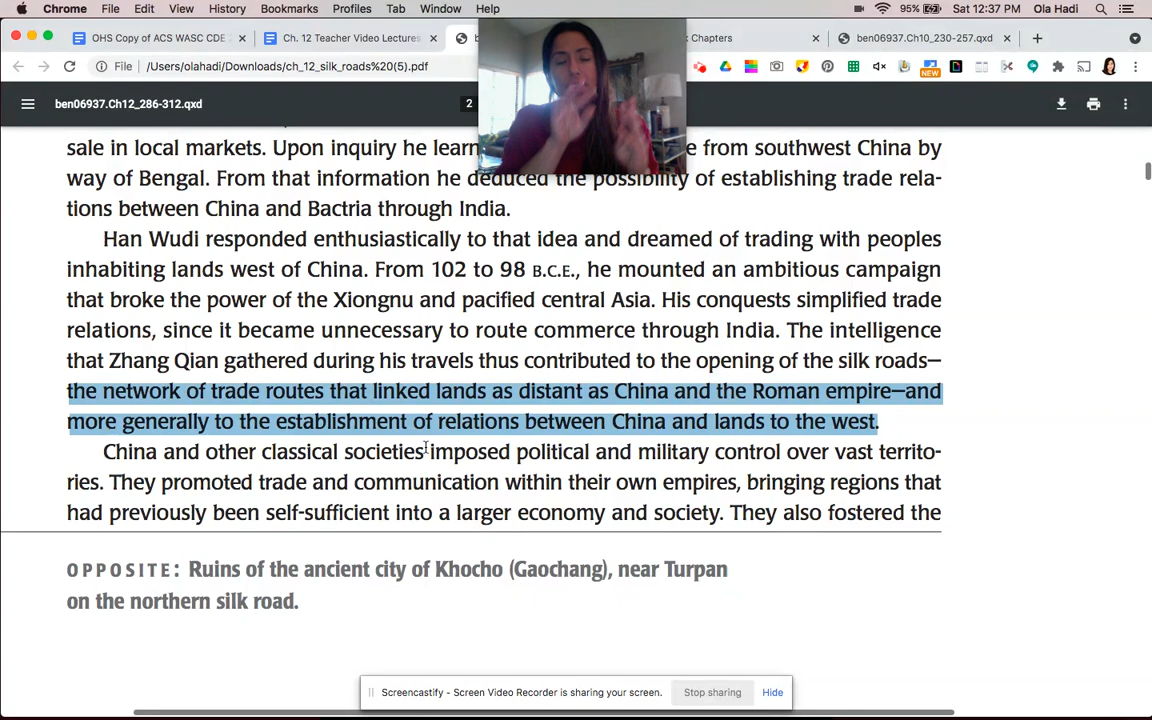 Chrome File Edit View History Bookmarks Profiles Tab Window Help 95% Sat 12:37 PM Ola Hadi
OHS Copy of ACS WASC CDE Ch. 12 Teacher Video Lectures b Chapters ben06937.Ch10_230-257.qxd
File /Users/olahadi/Downloads/ch_12_silk_roads%20(5).pdf NEW
ben06937.Ch12_286-312.qxd 2
sale in local markets. Upon inquiry he learn e from southwest China by
way of Bengal. From that information he deduced the possibility of establishing trade rela-
tions between China and Bactria through India.
Han Wudi responded enthusiastically to that idea and dreamed of trading with peoples
inhabiting lands west of China. From 102 to 98 B.C.E., he mounted an ambitious campaign
that broke the power of the Xiongnu and pacified central Asia. His conquests simplified trade
relations, since it became unnecessary to route commerce through India. The intelligence
that Zhang Qian gathered during his travels thus contributed to the opening of the silk roads—
the network of trade routes that linked lands as distant as China and the Roman empire—and
more generally to the establishment of relations between China and lands to the west.
China and other classical societies imposed political and military control over vast territo-
ries. They promoted trade and communication within their own empires, bringing regions that
had previously been self-sufficient into a larger economy and society. They also fostered the
OPPOSITE: Ruins of the ancient city of Khocho (Gaochang), near Turpan
on the northern silk road.
Screencastify - Screen Video Recorder is sharing your screen. Stop sharing Hide